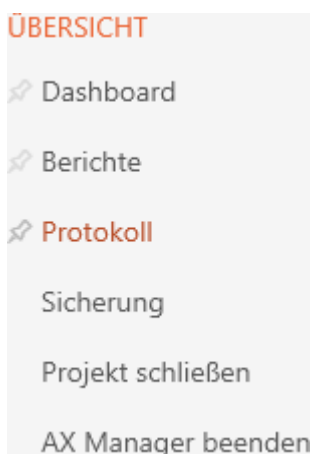 ÜBERSICHT
Dashboard
Berichte
Protokoll
Sicherung
Projekt schließen
AX Manager beenden